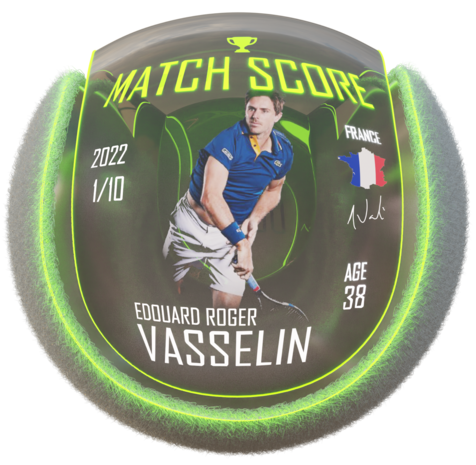 MATCH SCORE
2022
1/10
FRANCE
AGE
38
EDOUARD ROGER
VASSELIN